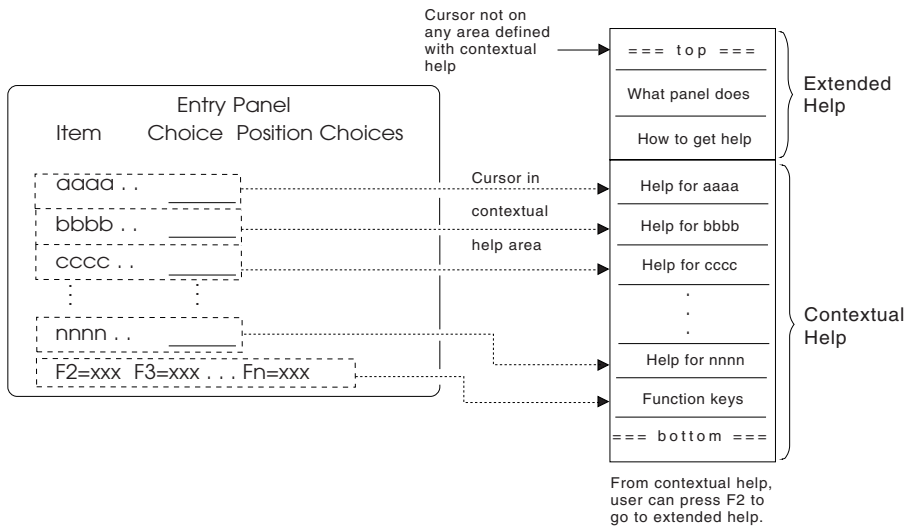 Cursor not on
any area defined
with contextual
help
=== top ===
What panel does
How to get help
Extended
Help
Entry Panel
Item Choice Position Choices
aaaa . .
bbbb . .
cccc . .
nnnn . .
F2=xxx F3=xxx . . . Fn=xxx
Cursor in
contextual
help area
Help for aaaa
Help for bbbb
Help for cccc
.
.
.
Help for nnnn
Function keys
=== bottom ===
Contextual
Help
From contextual help,
user can press F2 to
go to extended help.